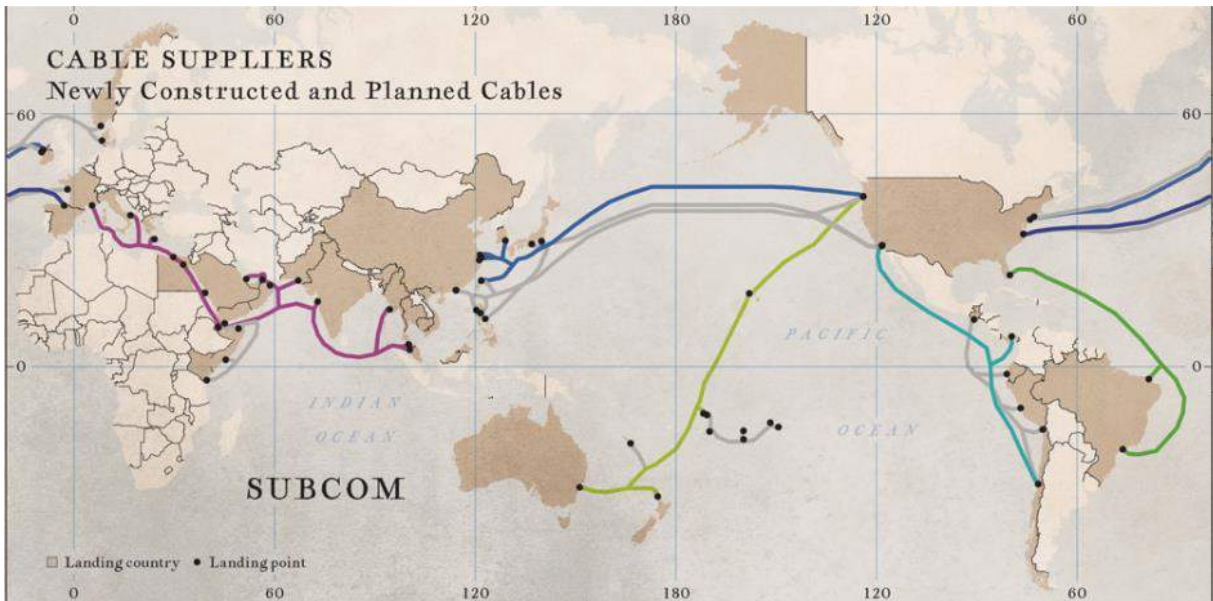 0 60 120 180 120 60
CABLE SUPPLIERS
Newly Constructed and Planned Cables
60 60
0 0
PACIFIC
INDIAN
OCEAN OCEAN
SUBCOM
Landing country Landing point
0 60 120 180 120 60